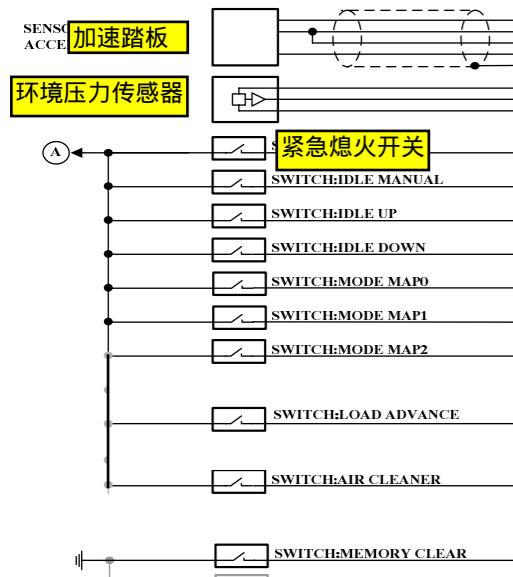 SENSO
ACCE
加速踏板
环境压力传感器
A
紧急熄火开关
SWITCH:IDLE MANUAL
SWITCH:IDLE UP
SWITCH:IDLE DOWN
SWITCH:MODE MAP0
SWITCH:MODE MAP1
SWITCH:MODE MAP2
SWITCH:LOAD ADVANCE
SWITCH:AIR CLEANER
SWITCH:MEMORY CLEAR